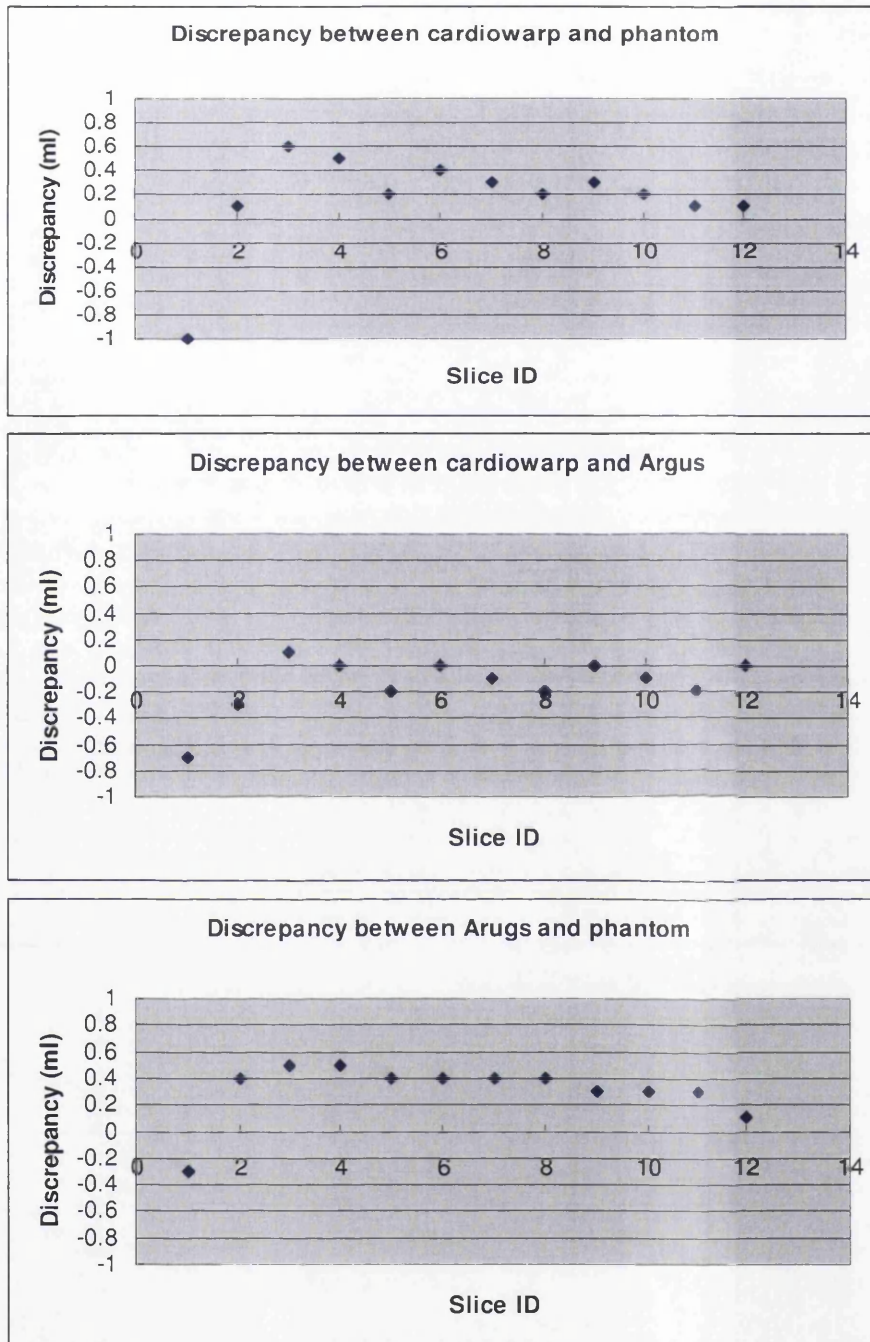 Discrepancy between cardiowarp and phantom
Discrepancy (ml)
1
0.8
0.6
0.4
0.2
0
-0.2
-0.4
-0.6
-0.8
-1
0 2 4 6 8 10 12 14
Slice ID
Discrepancy between cardiowarp and Argus
Discrepancy (ml)
1
0.8
0.6
0.4
0.2
0
-0.2
-0.4
-0.6
-0.8
-1
0 2 4 6 8 10 12 14
Slice ID
Discrepancy between Arugs and phantom
Discrepancy (ml)
1
0.8
0.6
0.4
0.2
0
-0.2
-0.4
-0.6
-0.8
-1
0 2 4 6 8 10 12 14
Slice ID